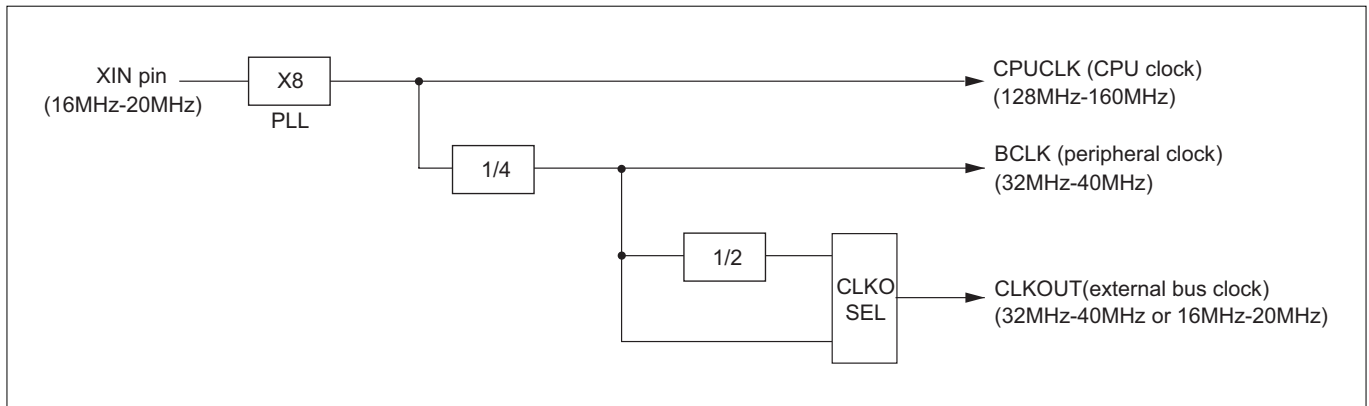 XIN pin
(16MHz-20MHz)
X8
PLL
CPUCLK (CPU clock)
(128MHz-160MHz)
1/4
BCLK (peripheral clock)
(32MHz-40MHz)
1/2
CLKO
SEL
CLKOUT(external bus clock)
(32MHz-40MHz or 16MHz-20MHz)